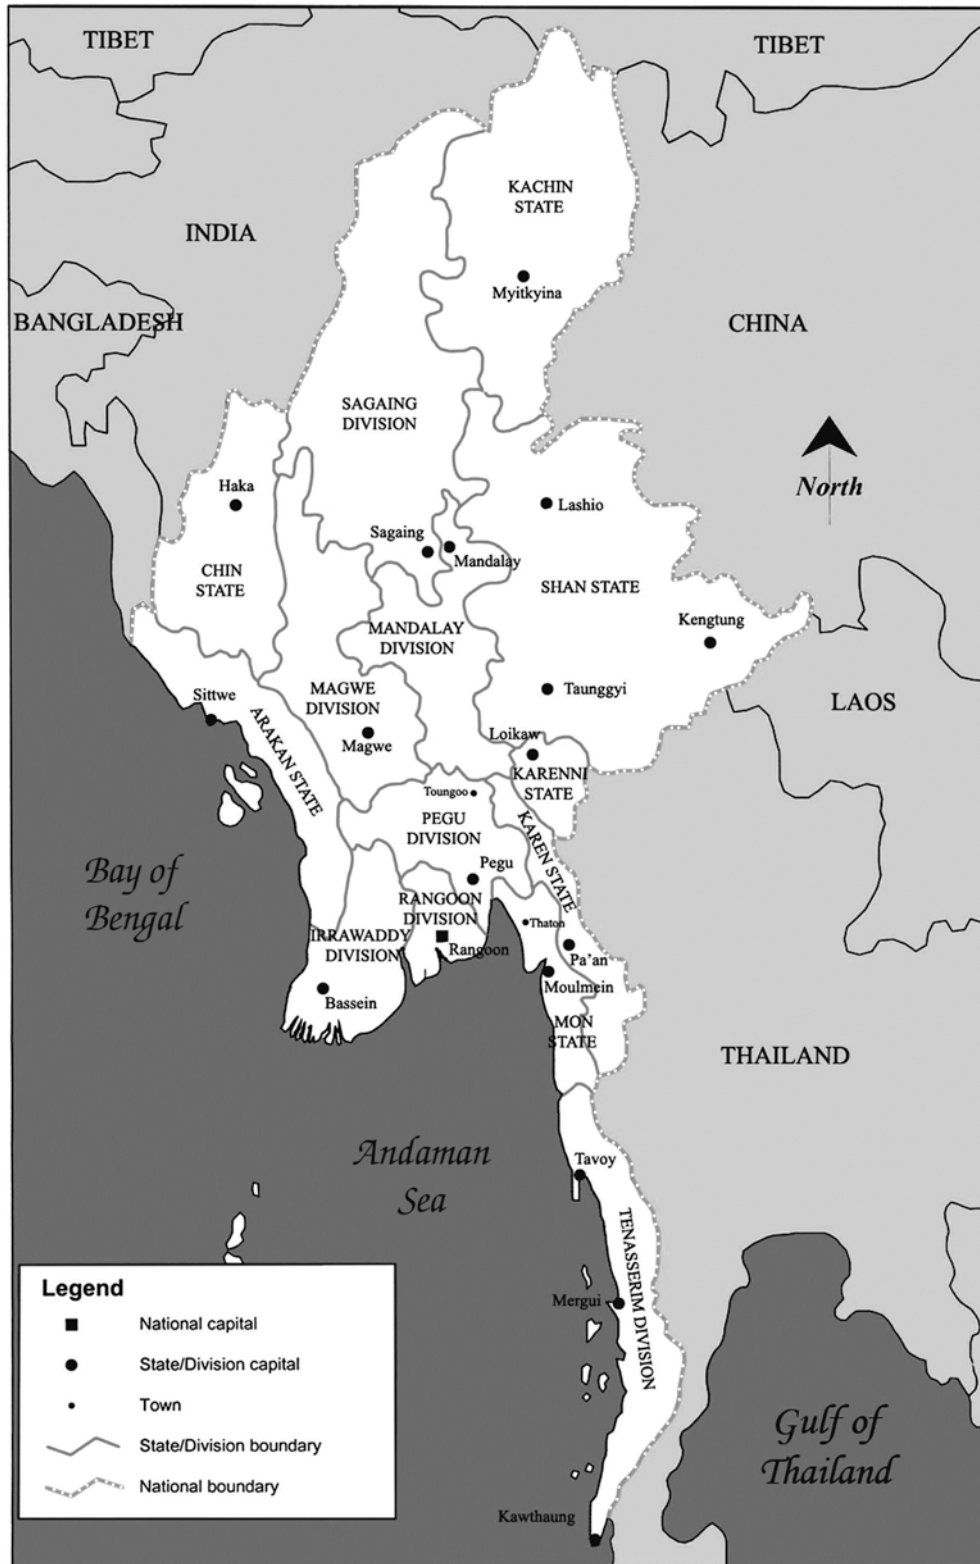 TIBET
TIBET
KACHIN
STATE
INDIA
Myitkyina
BANGLADESH
CHINA
SAGAING
DIVISION
North
Haka
Lashio
Sagaing
Mandalay
CHIN
STATE
SHAN STATE
Kengtung
MANDALAY
DIVISION
Sittwe
MAGWE
DIVISION
Taunggyi
LAOS
ARAKAN STATE
Magwe
Loikaw
KARENNI
STATE
Toungoo
PEGU
DIVISION
KAREN STATE
Bay of
Bengal
Pegu
RANGOON
DIVISION
IRRAWADDY
DIVISION
Thaton
Rangoon
Pa'an
Bassein
Moulmein
MON
STATE
THAILAND
Andaman
Sea
Tavoy
TENASSERIM DIVISION
Mergui
Legend
National capital
State/Division capital
Town
State/Division boundary
National boundary
Gulf of
Thailand
Kawthaung